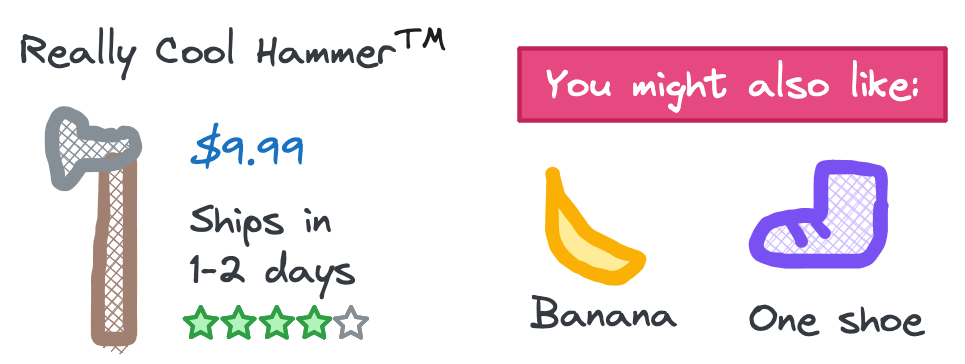 Really Cool Hammer™
$9.99
Ships in
1-2 days
You might also like:
Banana
One shoe